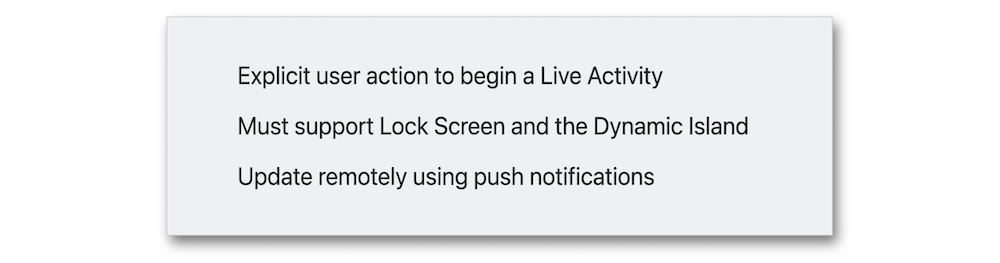 Explicit user action to begin a Live Activity
Must support Lock Screen and the Dynamic Island
Update remotely using push notifications